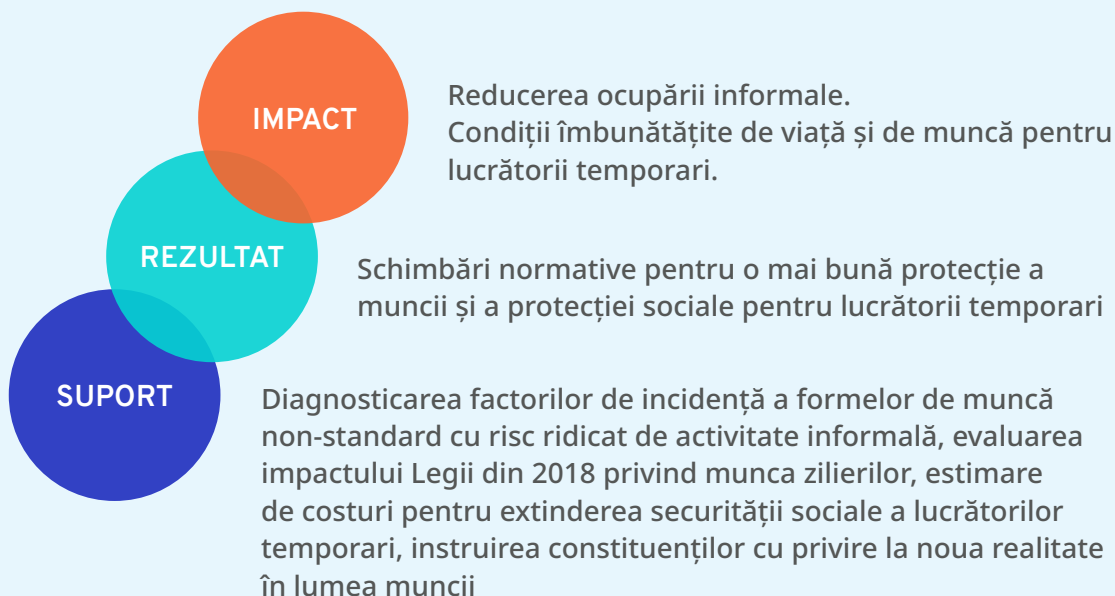 IMPACT
Reducerea ocupării informale.
Condiții îmbunătățite de viață și de muncă pentru
lucrătorii temporari.
REZULTAT
Schimbări normative pentru o mai bună protecție a
muncii și a protecției sociale pentru lucrătorii temporari
SUPORT
Diagnosticarea factorilor de incidență a formelor de muncă
non-standard cu risc ridicat de activitate informală, evaluarea
impactului Legii din 2018 privind munca zilierilor, estimare
de costuri pentru extinderea securității sociale a lucrătorilor
temporari, instruirea constituenților cu privire la noua realitate
în lumea muncii